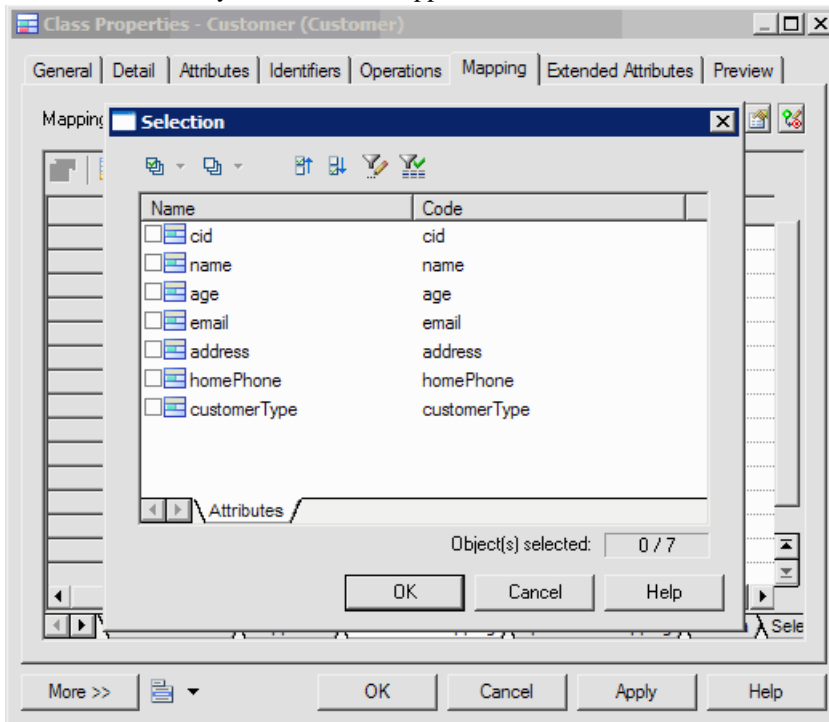 Class Properties - Customer (Customer)
General Detail Attributes Identifiers Operations Mapping Extended Attributes Preview
Mapping
Selection
Name Code
cid cid
name name
age age
email email
address address
homePhone homePhone
customerType customerType
Attributes
Object(s) selected: 0 / 7
OK Cancel Help
Sele
More >> OK Cancel Apply Help